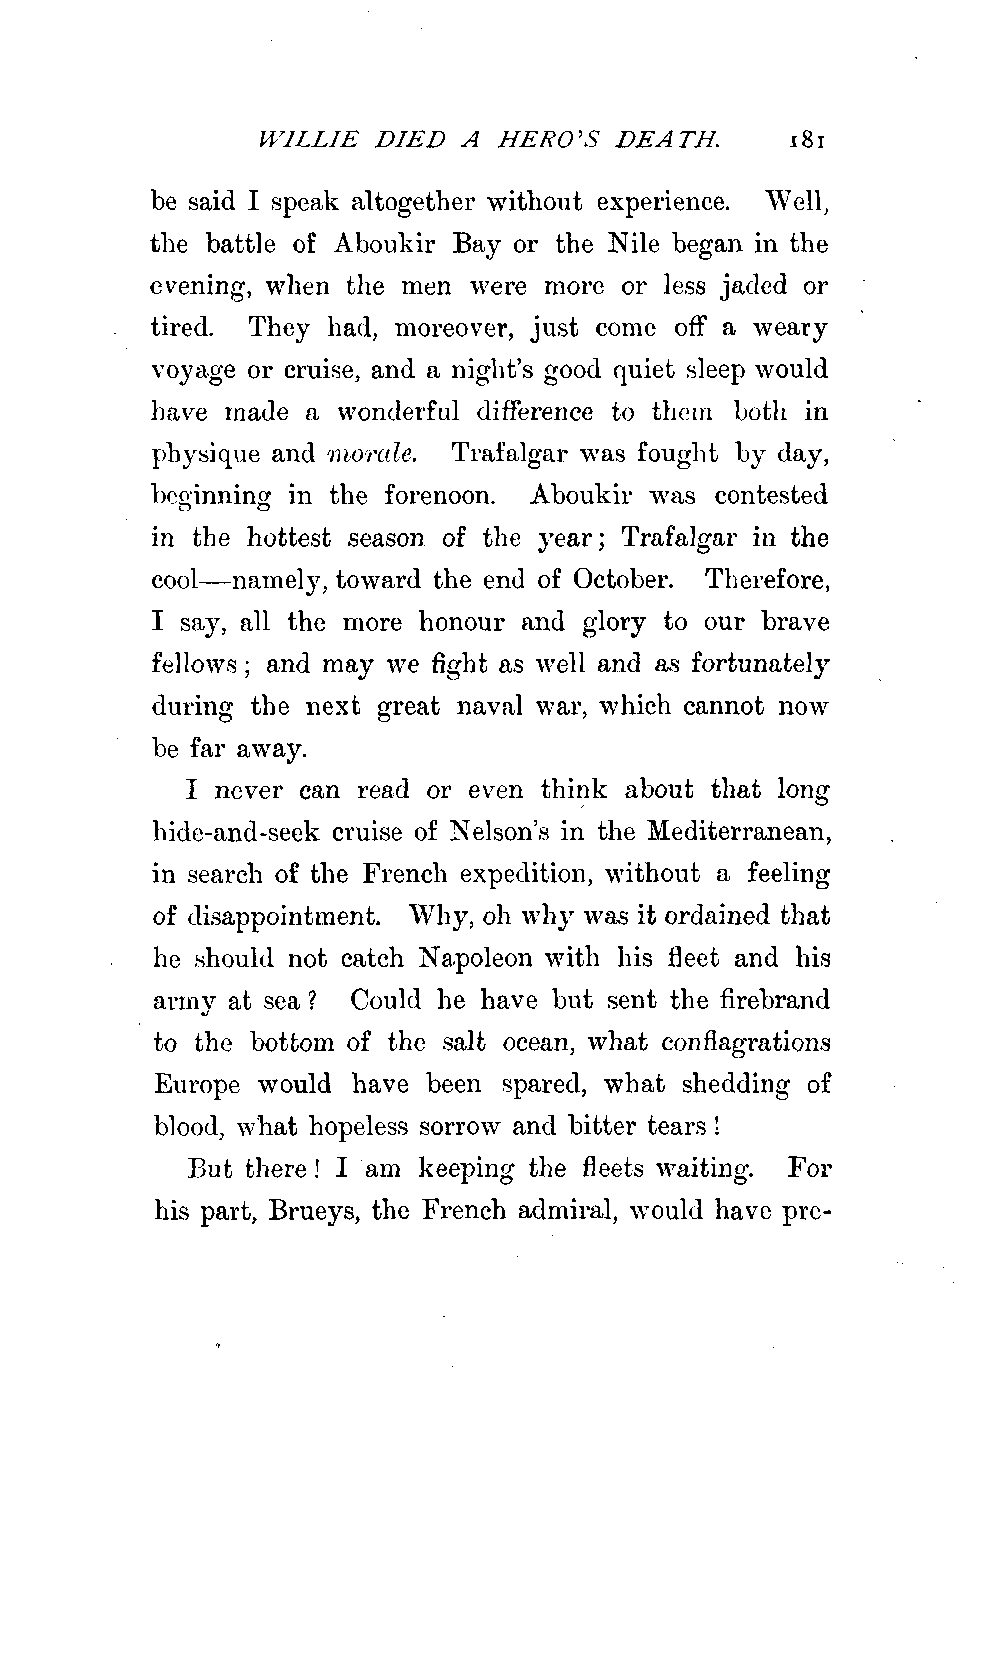 WILLIE DIED A HERO'S DEATH. 181
be said I speak altogether without experience. Well,
the battle of Aboukir Bay or the Nile began in the
evening, when the men were more or less jaded or
tired. They had, moreover, just come off a weary
voyage or cruise, and a night's good quiet sleep would
have made a wonderful difference to them both in
physique and morale. Trafalgar was fought by day,
beginning in the forenoon. Aboukir was contested
in the hottest season of the year; Trafalgar in the
cool—namely, toward the end of October. Therefore,
I say, all the more honour and glory to our brave
fellows; and may we fight as well and as fortunately
during the next great naval war, which cannot now
be far away.
I never can read or even think about that long
hide-and-seek cruise of Nelson's in the Mediterranean,
in search of the French expedition, without a feeling
of disappointment. Why, oh why was it ordained that
he should not catch Napoleon with his fleet and his
army at sea? Could he have but sent the firebrand
to the bottom of the salt ocean, what conflagrations
Europe would have been spared, what shedding of
blood, what hopeless sorrow and bitter tears!
But there! I am keeping the fleets waiting. For
his part, Brueys, the French admiral, would have pre-